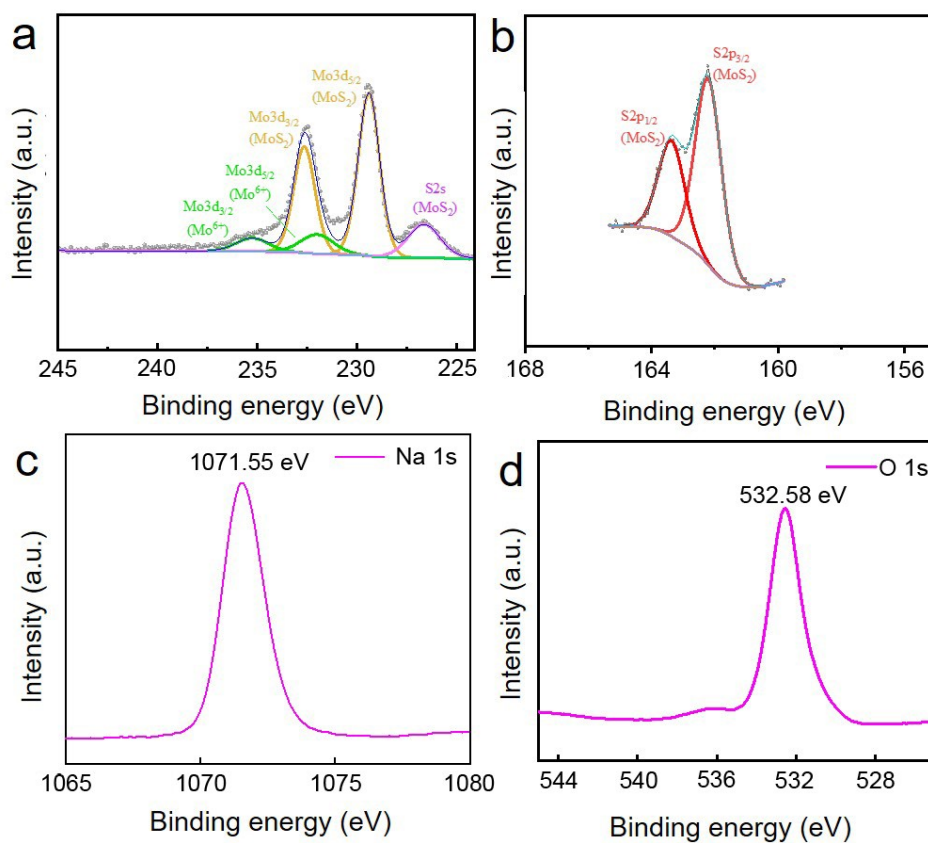 a
Mo3d5/2
(MoS2)
Mo3d3/2
(MoS2)
Mo3d5/2
(Mo6+)
Mo3d3/2
(Mo6+)
S2s
(MoS2)
Intensity (a.u.)
245 240 235 230 225
Binding energy (eV)
b
S2p3/2
(MoS2)
S2p1/2
(MoS2)
Intensity (a.u.)
168 164 160 156
Binding energy (eV)
c
1071.55 eV
Na 1s
Intensity (a.u.)
1065 1070 1075 1080
Binding energy (eV)
d
O 1s
532.58 eV
Intensity (a.u.)
544 540 536 532 528
Binding energy (eV)